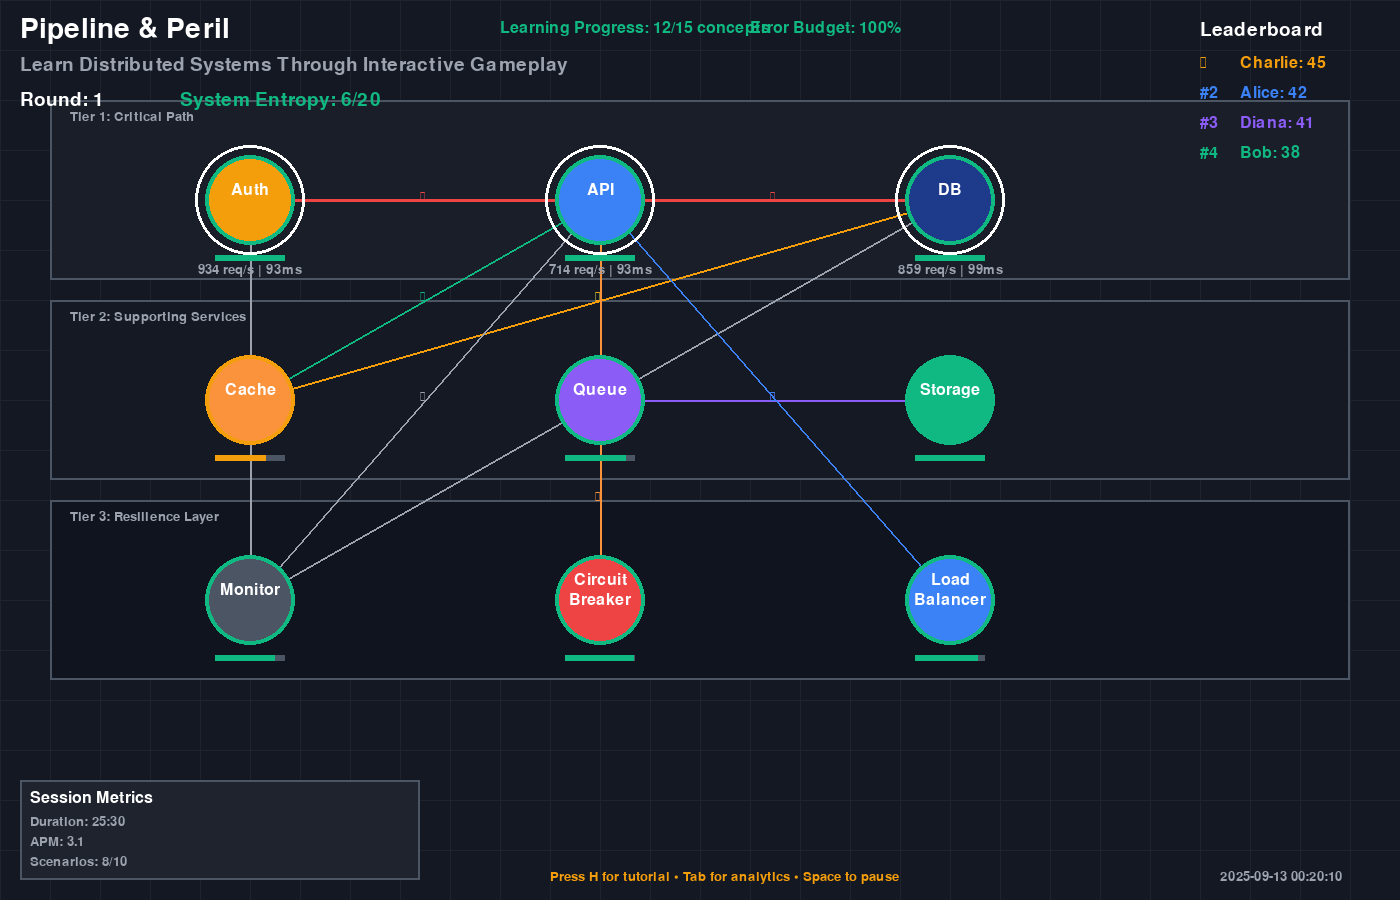 Pipeline & Peril
Learning Progress: 12/15 concepts
Error Budget: 100%
Leaderboard
Learn Distributed Systems Through Interactive Gameplay
Charlie: 45
#2 Alice: 42
#3 Diana: 41
#4 Bob: 38
Round: 1
System Entropy: 6/20
Tier 1: Critical Path
Auth
API
DB
934 req/s | 93ms
714 req/s | 93ms
859 req/s | 99ms
Tier 2: Supporting Services
Cache
Queue
Storage
Tier 3: Resilience Layer
Monitor
Circuit
Breaker
Load
Balancer
Session Metrics
Duration: 25:30
APM: 3.1
Scenarios: 8/10
Press H for tutorial • Tab for analytics • Space to pause
2025-09-13 00:20:10